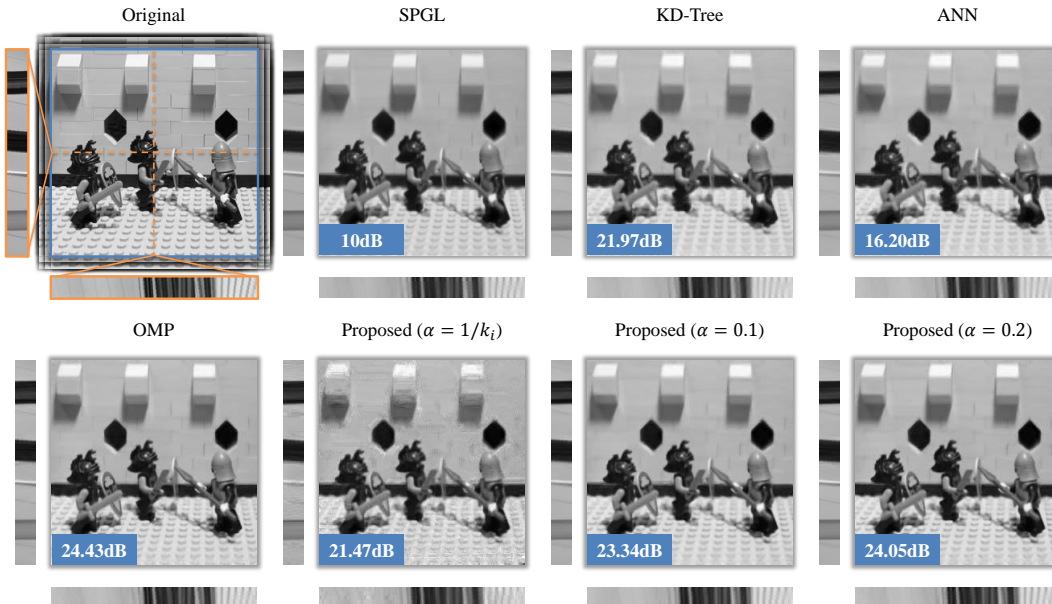 Original
SPGL
KD-Tree
ANN
10dB
21.97dB
16.20dB
OMP
Proposed (𝛼 = 1/𝑘ᵢ)
Proposed (𝛼 = 0.1)
Proposed (𝛼 = 0.2)
24.43dB
21.47dB
23.34dB
24.05dB